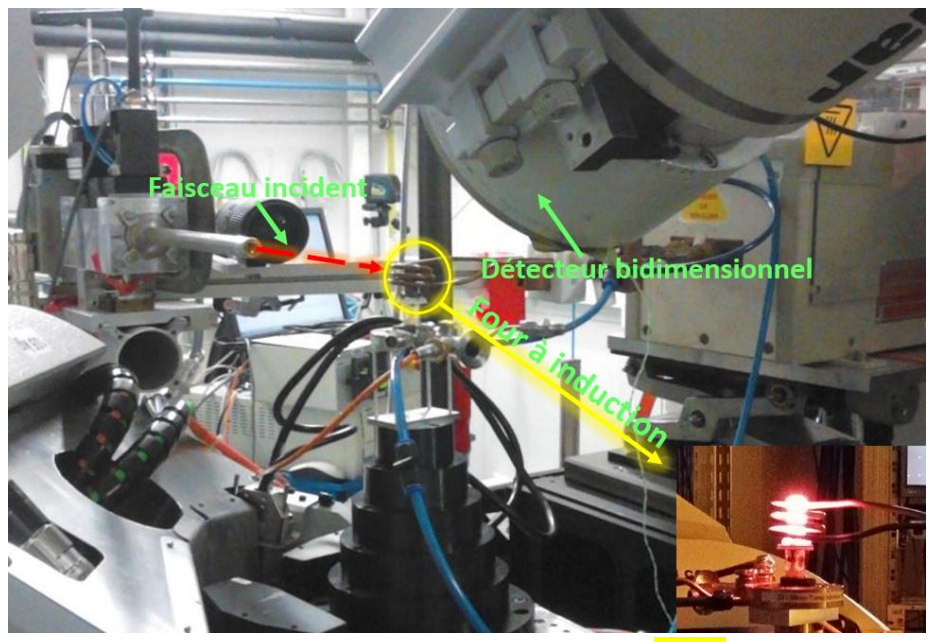 Faisceau incident
Détecteur bidimensionnel
Four à induction